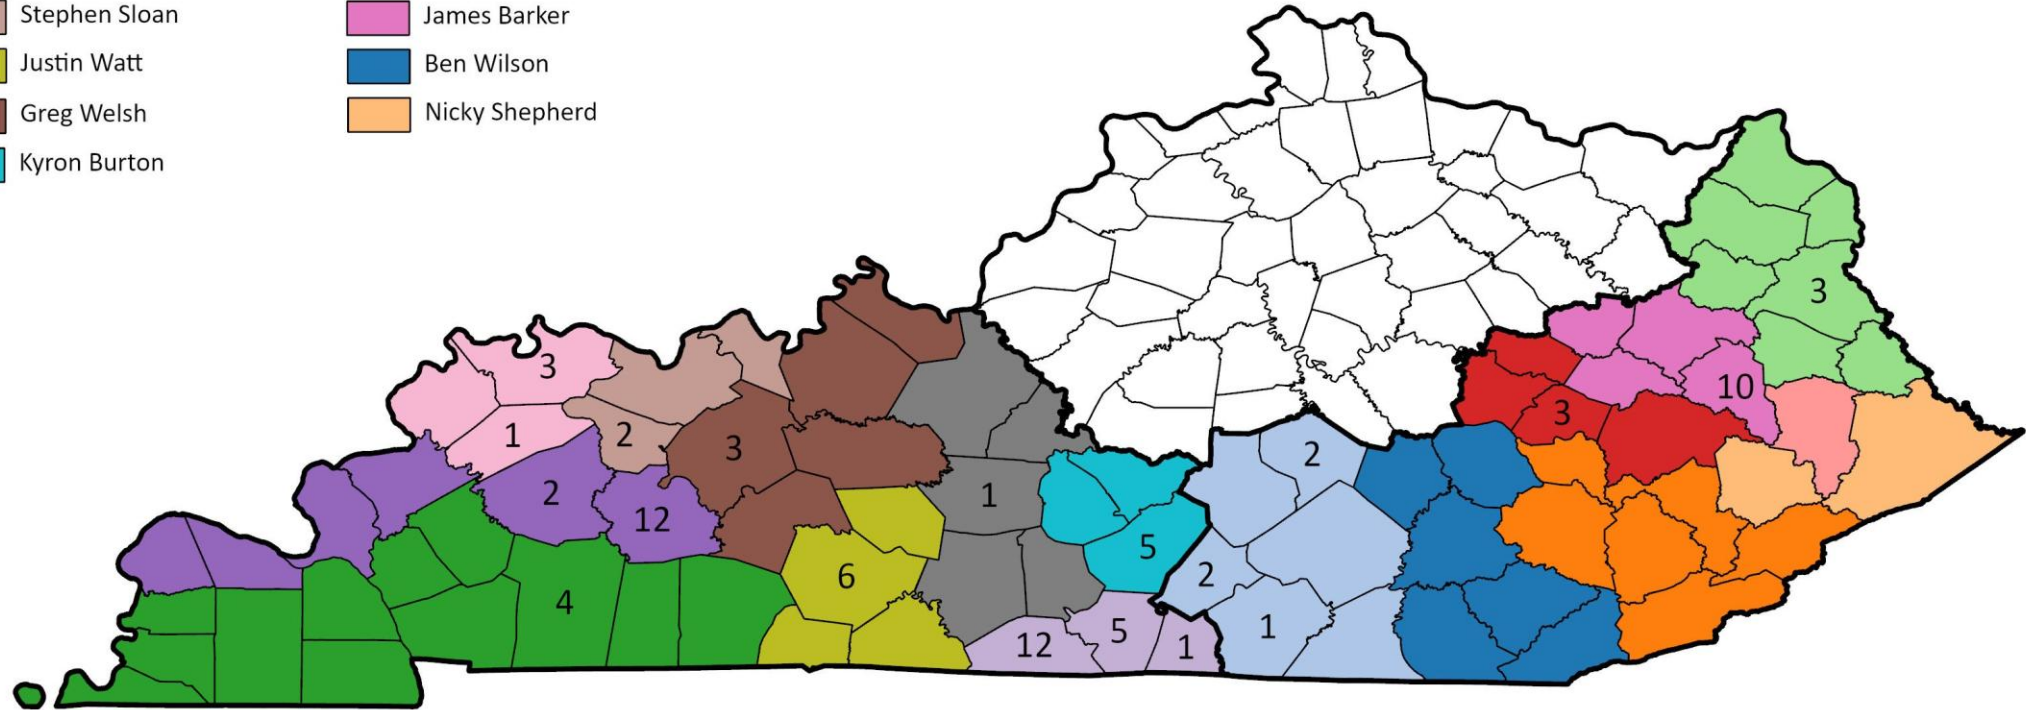 Stephen Sloan
James Barker
Justin Watt
Ben Wilson
Greg Welsh
Nicky Shepherd
Kyron Burton
3
3
10
3
1
2
3
2
2
12
1
5
6
4
2
12
5
1
1